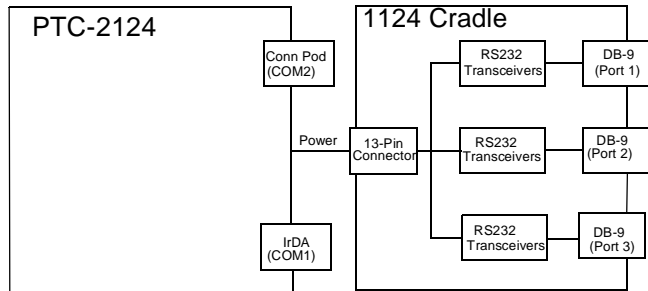 PTC-2124
1124 Cradle
Conn Pod
(COM2)
RS232
Transceivers
DB-9
(Port 1)
Power
13-Pin
Connector
RS232
Transceivers
DB-9
(Port 2)
IrDA
(COM1)
RS232
Transceivers
DB-9
(Port 3)